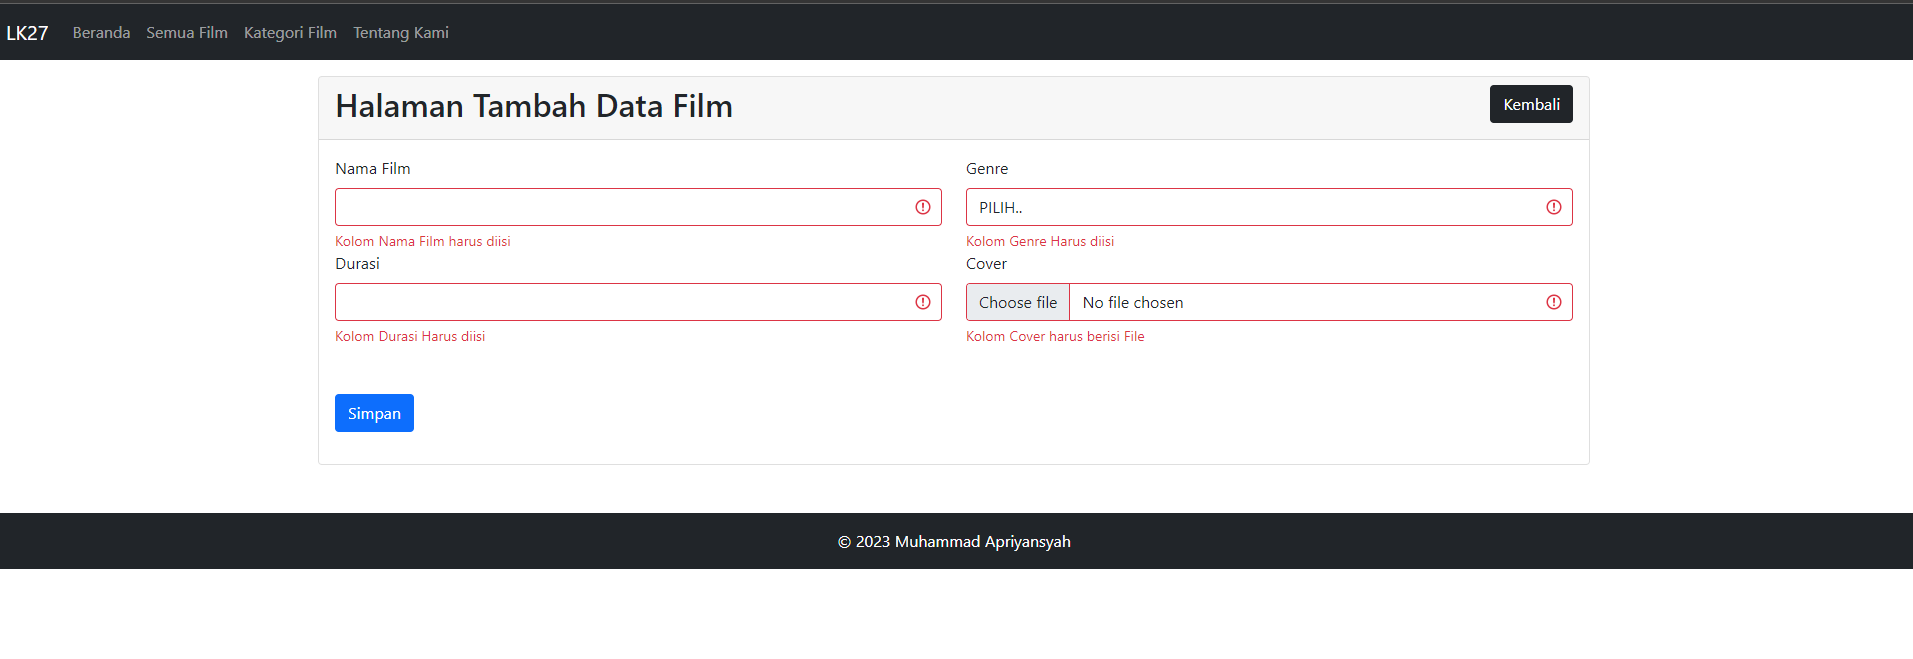 LK27 Beranda Semua Film Kategori Film Tentang Kami
Halaman Tambah Data Film Kembali
Nama Film Genre
PILIH..
Kolom Nama Film harus diisi Kolom Genre Harus diisi
Durasi Cover
Choose file No file chosen
Kolom Durasi Harus diisi Kolom Cover harus berisi File
Simpan
© 2023 Muhammad Apriyansyah